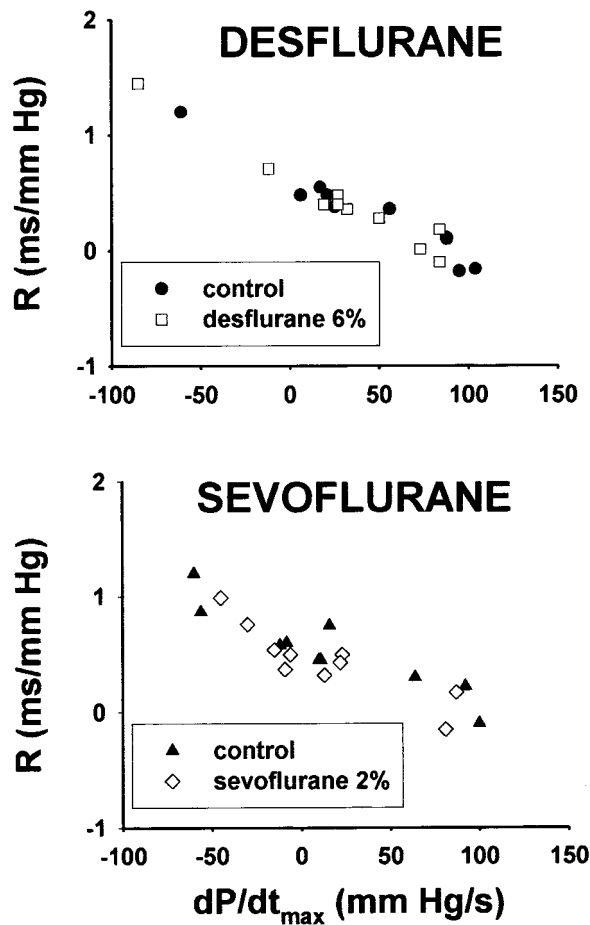 DESFLURANE
R (ms/mm Hg)
2
1
0
-1
control
desflurane 6%
-100 -50 0 50 100 150
SEVOFLURANE
R (ms/mm Hg)
2
1
0
-1
control
sevoflurane 2%
-100 -50 0 50 100 150
dP/dtmax (mm Hg/s)